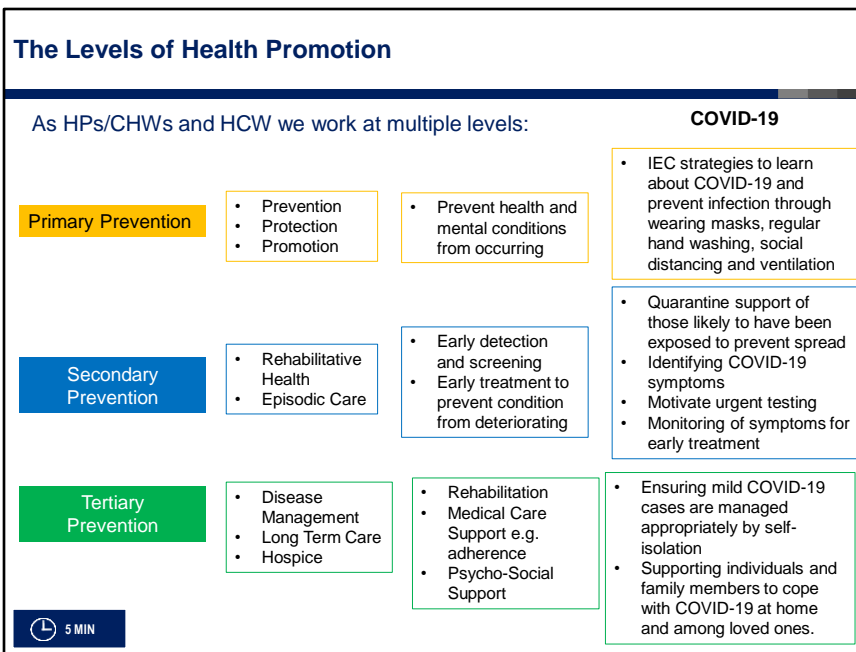 The Levels of Health Promotion
As HPs/CHWs and HCW we work at multiple levels:
COVID-19
Primary Prevention
• Prevention
• Protection
• Promotion
• Prevent health and
mental conditions
from occurring
• IEC strategies to learn
about COVID-19 and
prevent infection through
wearing masks, regular
hand washing, social
distancing and ventilation
Secondary
Prevention
• Rehabilitative
Health
• Episodic Care
• Early detection
and screening
• Early treatment to
prevent condition
from deteriorating
• Quarantine support of
those likely to have been
exposed to prevent spread
• Identifying COVID-19
symptoms
• Motivate urgent testing
• Monitoring of symptoms for
early treatment
Tertiary
Prevention
• Disease
Management
• Long Term Care
• Hospice
• Rehabilitation
• Medical Care
Support e.g.
adherence
• Psycho-Social
Support
• Ensuring mild COVID-19
cases are managed
appropriately by self-
isolation
• Supporting individuals and
family members to cope
with COVID-19 at home
and among loved ones.
5 MIN